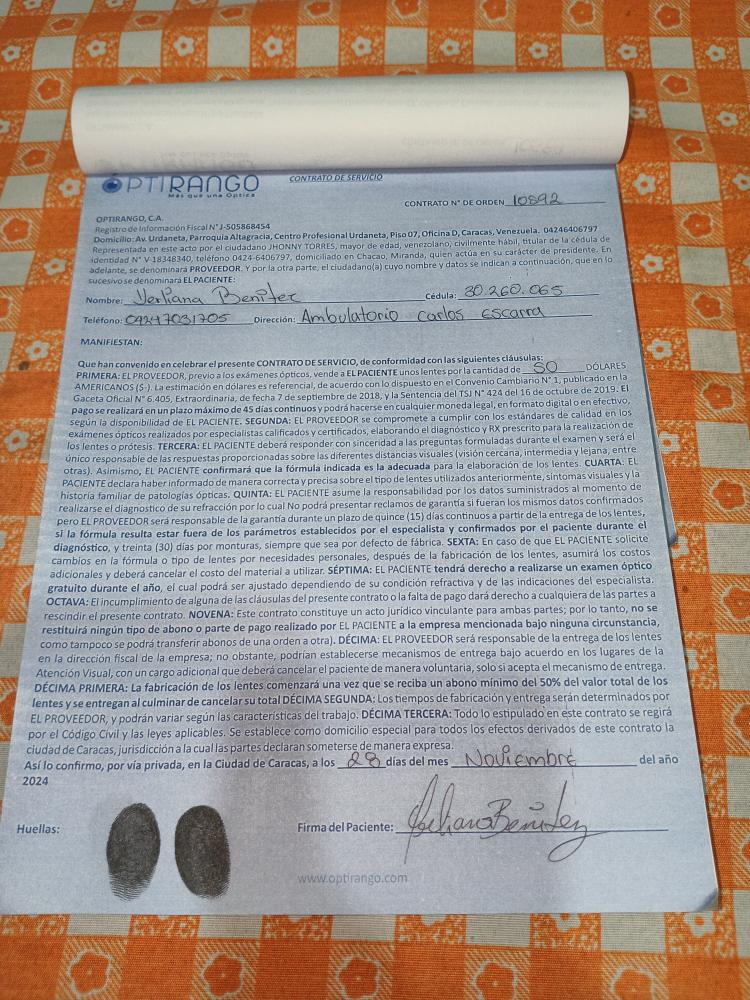 OPTIRANGO
Más que una Óptica
CONTRATO DE SERVICIO
CONTRATO N° DE ORDEN 10892
OPTIRANGO, C.A.
Registro de Información Fiscal N° J-505868454
Domicilio: Av. Urdaneta, Parroquia Altagracia, Centro Profesional Urdaneta, Piso 07, Oficina D, Caracas, Venezuela. 04246406797
Representada en este acto por el ciudadano JHONNY TORRES, mayor de edad, venezolano, civilmente hábil, titular de la cédula de
identidad N° V-18348340, teléfono 0424-6406797, domiciliado en Chacao, Miranda, quien actúa en su carácter de presidente. En
adelante, se denominará PROVEEDOR. Y por la otra parte, el ciudadano(a) cuyo nombre y datos se indican a continuación, que en lo
sucesivo se denominará EL PACIENTE:
Nombre: Yerliana Benitez Cédula: 30.260.065
Teléfono: 04247031705 Dirección: Ambulatorio Carlos Escarra
MANIFIESTAN:
Que han convenido en celebrar el presente CONTRATO DE SERVICIO, de conformidad con las siguientes cláusulas:
PRIMERA: EL PROVEEDOR, previo a los exámenes ópticos, vende a EL PACIENTE unos lentes por la cantidad de 50 DÓLARES
AMERICANOS ($-). La estimación en dólares es referencial, de acuerdo con lo dispuesto en el Convenio Cambiario N° 1, publicado en la
Gaceta Oficial N° 6.405, Extraordinaria, de fecha 7 de septiembre de 2018, y la Sentencia del TSJ N° 424 del 16 de octubre de 2019. El
pago se realizará en un plazo máximo de 45 días continuos y podrá hacerse en cualquier moneda legal, en formato digital o en efectivo,
según la disponibilidad de EL PACIENTE. SEGUNDA: EL PROVEEDOR se compromete a cumplir con los estándares de calidad en los
exámenes ópticos realizados por especialistas calificados y certificados, elaborando el diagnóstico y RX prescrito para la realización de
los lentes o prótesis. TERCERA: EL PACIENTE deberá responder con sinceridad a las preguntas formuladas durante el examen y será el
único responsable de las respuestas proporcionadas sobre las diferentes distancias visuales (visión cercana, intermedia y lejana, entre
otras). Asimismo, EL PACIENTE confirmará que la fórmula indicada es la adecuada para la elaboración de los lentes. CUARTA: EL
PACIENTE declara haber informado de manera correcta y precisa sobre el tipo de lentes utilizados anteriormente, síntomas visuales y la
historia familiar de patologías ópticas. QUINTA: EL PACIENTE asume la responsabilidad por los datos suministrados al momento de
realizarse el diagnostico de su refracción por lo cual No podrá presentar reclamos de garantía si fueran los mismos datos confirmados
pero EL PROVEEDOR será responsable de la garantía durante un plazo de quince (15) días continuos a partir de la entrega de los lentes,
si la fórmula resulta estar fuera de los parámetros establecidos por el especialista y confirmados por el paciente durante el
diagnóstico, y treinta (30) días por monturas, siempre que sea por defecto de fábrica. SEXTA: En caso de que EL PACIENTE solicite
cambios en la fórmula o tipo de lentes por necesidades personales, después de la fabricación de los lentes, asumirá los costos
adicionales y deberá cancelar el costo del material a utilizar. SÉPTIMA: EL PACIENTE tendrá derecho a realizarse un examen óptico
gratuito durante el año, el cual podrá ser ajustado dependiendo de su condición refractiva y de las indicaciones del especialista.
OCTAVA: El incumplimiento de alguna de las cláusulas del presente contrato o la falta de pago dará derecho a cualquiera de las partes a
rescindir el presente contrato. NOVENA: Este contrato constituye un acto jurídico vinculante para ambas partes; por lo tanto, no se
restituirá ningún tipo de abono o parte de pago realizado por EL PACIENTE a la empresa mencionada bajo ninguna circunstancia,
como tampoco se podrá transferir abonos de una orden a otra). DÉCIMA: EL PROVEEDOR será responsable de la entrega de los lentes
en la dirección fiscal de la empresa; no obstante, podrían establecerse mecanismos de entrega bajo acuerdo en los lugares de la
Atención Visual, con un cargo adicional que deberá cancelar el paciente de manera voluntaria, solo si acepta el mecanismo de entrega.
DÉCIMA PRIMERA: La fabricación de los lentes comenzará una vez que se reciba un abono mínimo del 50% del valor total de los
lentes y se entregan al culminar de cancelar su total DÉCIMA SEGUNDA: Los tiempos de fabricación y entrega serán determinados por
EL PROVEEDOR, y podrán variar según las características del trabajo. DÉCIMA TERCERA: Todo lo estipulado en este contrato se regirá
por el Código Civil y las leyes aplicables. Se establece como domicilio especial para todos los efectos derivados de este contrato la
ciudad de Caracas, jurisdicción a la cual las partes declaran someterse de manera expresa.
Así lo confirmo, por vía privada, en la Ciudad de Caracas, a los 28 días del mes Noviembre del año
2024
Huellas: Firma del Paciente: Yerliana Benitez
www.optirango.com